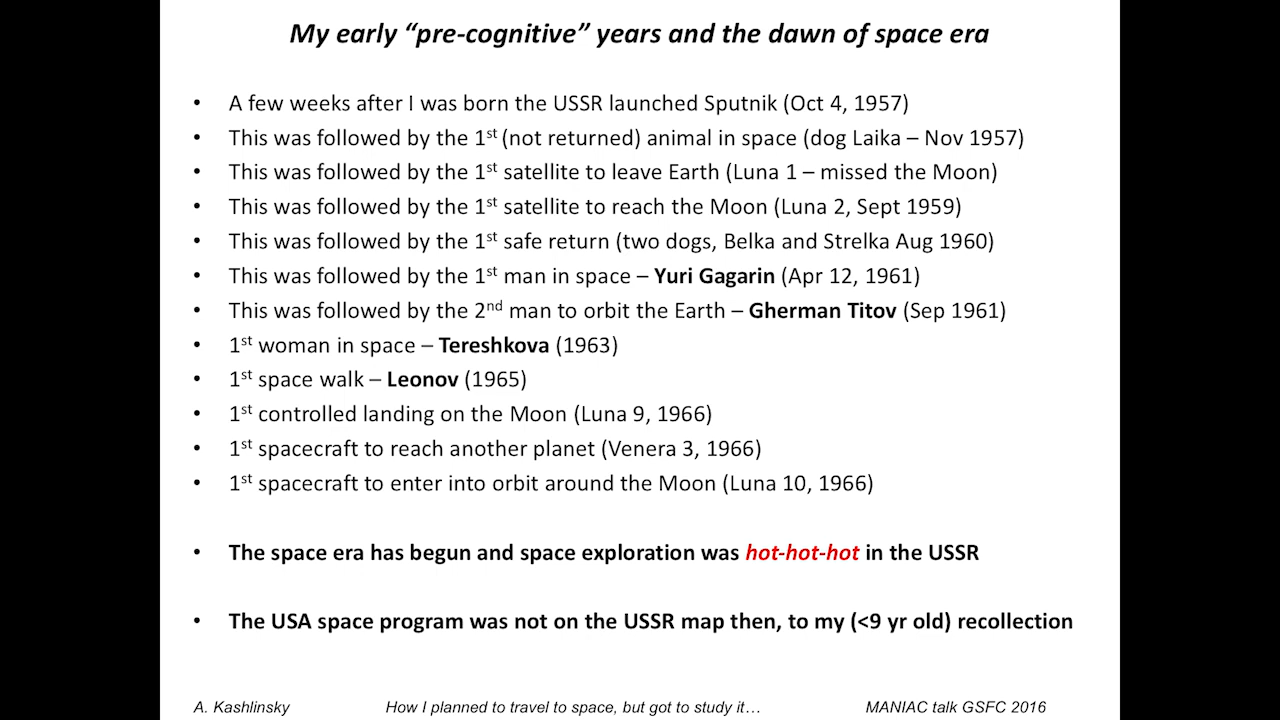 My early “pre-cognitive” years and the dawn of space era
• A few weeks after I was born the USSR launched Sputnik (Oct 4, 1957)
• This was followed by the 1st (not returned) animal in space (dog Laika – Nov 1957)
• This was followed by the 1st satellite to leave Earth (Luna 1 – missed the Moon)
• This was followed by the 1st satellite to reach the Moon (Luna 2, Sept 1959)
• This was followed by the 1st safe return (two dogs, Belka and Strelka Aug 1960)
• This was followed by the 1st man in space – Yuri Gagarin (Apr 12, 1961)
• This was followed by the 2nd man to orbit the Earth – Gherman Titov (Sep 1961)
• 1st woman in space – Tereshkova (1963)
• 1st space walk – Leonov (1965)
• 1st controlled landing on the Moon (Luna 9, 1966)
• 1st spacecraft to reach another planet (Venera 3, 1966)
• 1st spacecraft to enter into orbit around the Moon (Luna 10, 1966)
• The space era has begun and space exploration was hot-hot-hot in the USSR
• The USA space program was not on the USSR map then, to my (<9 yr old) recollection
A. Kashlinsky How I planned to travel to space, but got to study it… MANIAC talk GSFC 2016